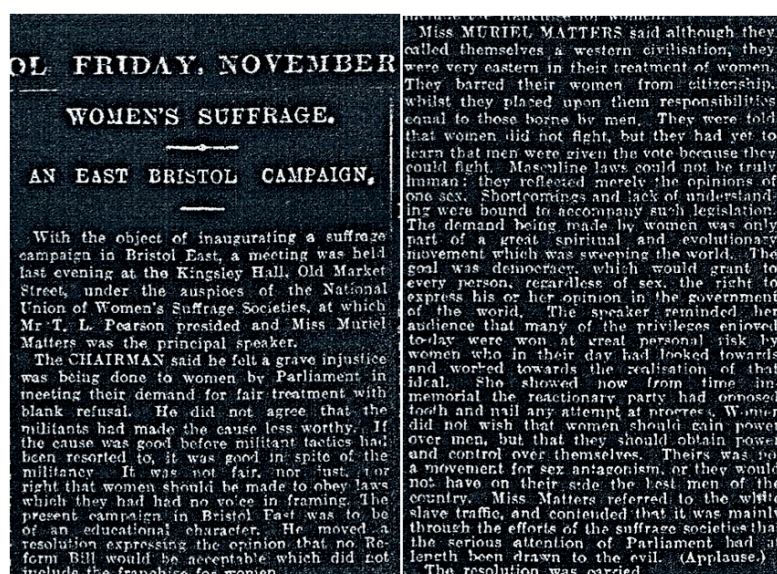 OL FRIDAY, NOVEMBER
WOMEN'S SUFFRAGE.
AN EAST BRISTOL CAMPAIGN.
With the object of inaugurating a suffrage
campaign in Bristol East, a meeting was held
last evening at the Kingsley Hall, Old Market
Street, under the auspices of the National
Union of Women's Suffrage Societies, at which
Mr T. L. Pearson presided and Miss Muriel
Matters was the principal speaker.
The CHAIRMAN said he felt a grave injustice
was being done to women by Parliament in
meeting their demand for fair treatment with
blank refusal. He did not agree that the
militants had made the cause less worthy. If
the cause was good before militant tactics had
been resorted to, it was good in spite of the
militancy. It was not fair, nor just, nor
right that women should be made to obey laws
which they had had no voice in framing. The
present campaign in Bristol East was to be
of an educational character. He moved a
resolution expressing the opinion that no Re-
form Bill would be acceptable which did not
include the franchise for women.
Miss MURIEL MATTERS said although they
called themselves a western civilisation, they
were very eastern in their treatment of women.
They barred their women from citizenship,
whilst they placed upon them responsibilities
equal to those borne by men. They were told
that women did not fight, but they had yet to
learn that men were given the vote because they
could fight. Masculine laws could not be truly
human; they reflected merely the opinions of
one sex. Shortcomings and lack of understand-
ing were bound to accompany such legislation.
The demand being made by women was only
part of a great spiritual and evolutionary
movement which was sweeping the world. The
goal was democracy, which would grant to
every person, regardless of sex, the right to
express his or her opinion in the government
of the world. The speaker reminded her
audience that many of the privileges enjoyed
to-day were won at great personal risk by
women who in their day had looked towards
and worked towards the realisation of that
ideal. She showed how from time im-
memorial the reactionary party had opposed
tooth and nail any attempt at progress. Women
did not wish that women should gain power
over men, but that they should obtain power
and control over themselves. Theirs was not
a movement for sex antagonism, or they would
not have on their side the best men of the
country. Miss Matters referred to the white
slave traffic, and contended that it was mainly
through the efforts of the suffrage societies that
the serious attention of Parliament had at
length been drawn to the evil. (Applause.)
The resolution was carried.